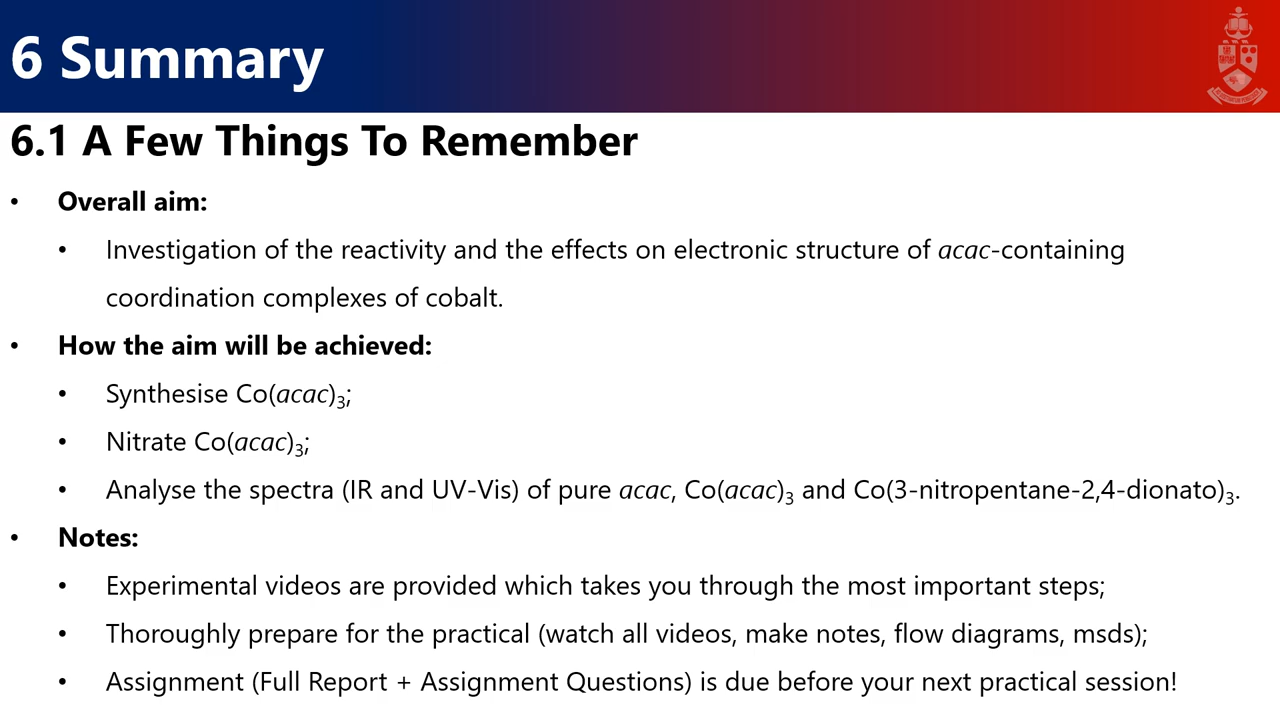 6 Summary
6.1 A Few Things To Remember
• Overall aim:
• Investigation of the reactivity and the effects on electronic structure of acac-containing
coordination complexes of cobalt.
• How the aim will be achieved:
• Synthesise Co(acac)₃;
• Nitrate Co(acac)₃;
• Analyse the spectra (IR and UV-Vis) of pure acac, Co(acac)₃ and Co(3-nitropentane-2,4-dionato)₃.
• Notes:
• Experimental videos are provided which takes you through the most important steps;
• Thoroughly prepare for the practical (watch all videos, make notes, flow diagrams, msds);
• Assignment (Full Report + Assignment Questions) is due before your next practical session!